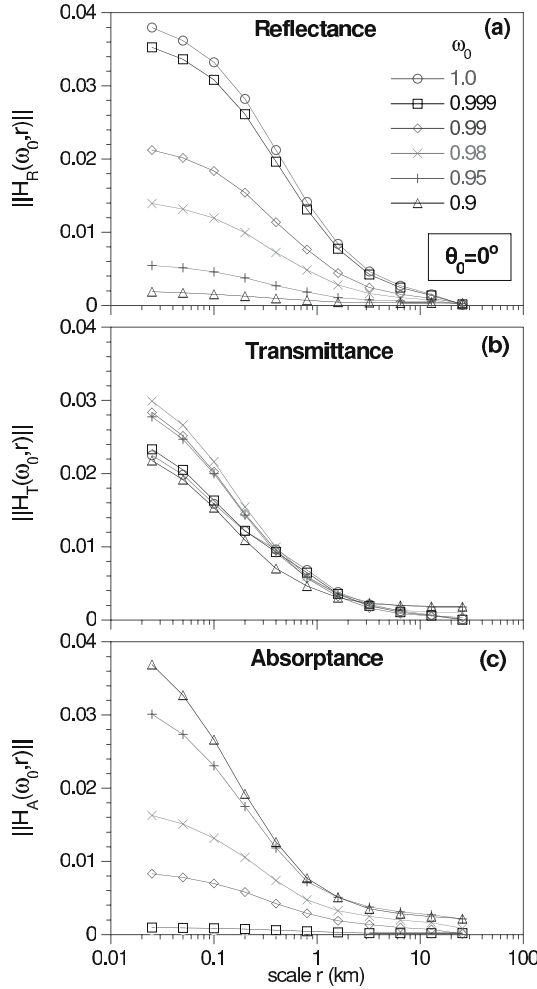 0.04
Reflectance
(a)
ω0
1.0
0.999
0.99
0.98
0.95
0.9
θ0=0°
0.03
0.02
0.01
0
||HR(ω0,r)||
0.04
Transmittance
(b)
0.03
0.02
0.01
0
||HT(ω0,r)||
0.04
Absorptance
(c)
0.03
0.02
0.01
0
||HA(ω0,r)||
0.01 0.1 1 10 100
scale r (km)